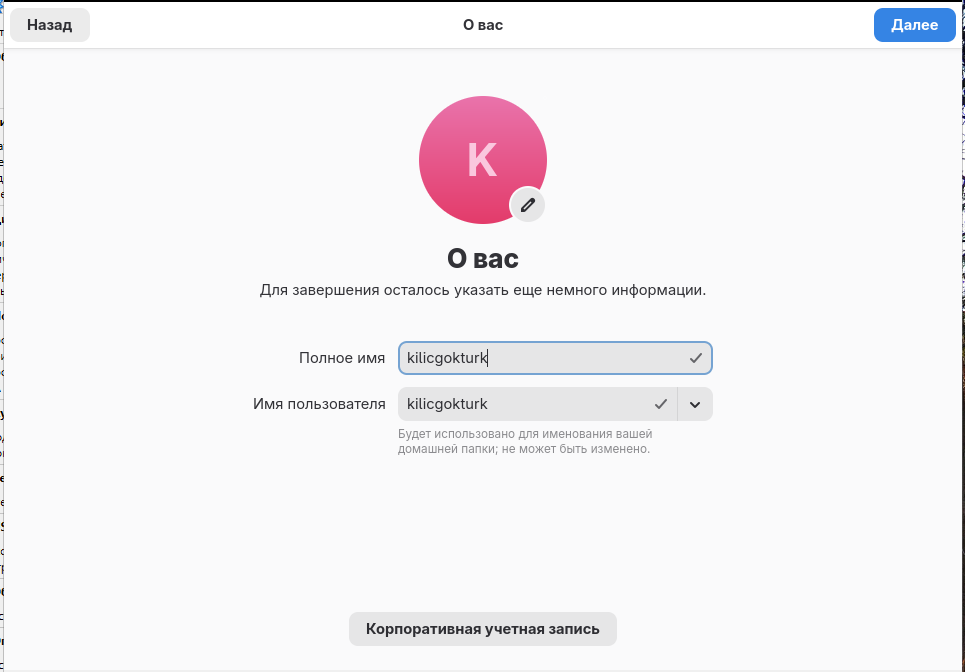 Назад
О вас
Далее
K
О вас
Для завершения осталось указать еще немного информации.
Полное имя
kilicgokturk
Имя пользователя
kilicgokturk
Будет использовано для именования вашей
домашней папки; не может быть изменено.
Корпоративная учетная запись